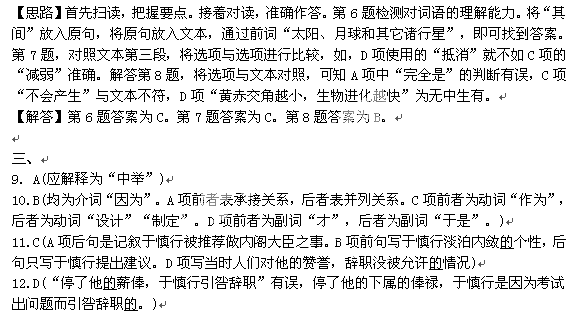 【思路】首先扫读，把握要点。接着对读，准确作答。第6题检测对词语的理解能力。将“其
间”放入原句，将原句放入文本，通过前词“太阳、月球和其它诸行星”，即可找到答案。
第7题，对照文本第三段，将选项与选项进行比较，如，D项使用的“抵消”就不如C项的
“减弱”准确。解答第8题，将选项与文本对照，可知A项中“完全是”的判断有误，C项
“不会产生”与文本不符，D项“黄赤交角越小，生物进化越快”为无中生有。
【解答】第6题答案为C。第7题答案为C。第8题答案为B。
三、
9. A(应解释为“中举”)
10.B(均为介词“因为”。A项前者表承接关系，后者表并列关系。C项前者为动词“作为”，
后者为动词“设计”“制定”。D项前者为副词“才”，后者为副词“于是”。)
11.C(A项后句是记叙于慎行被推荐做内阁大臣之事。B项前句写于慎行淡泊内敛的个性，后
句只写于慎行提出建议。D项写当时人们对他的赞誉，辞职没被允许的情况)
12.D(“停了他的薪俸，于慎行引咎辞职”有误，停了他的下属的俸禄，于慎行是因为考试
出问题而引咎辞职的。)